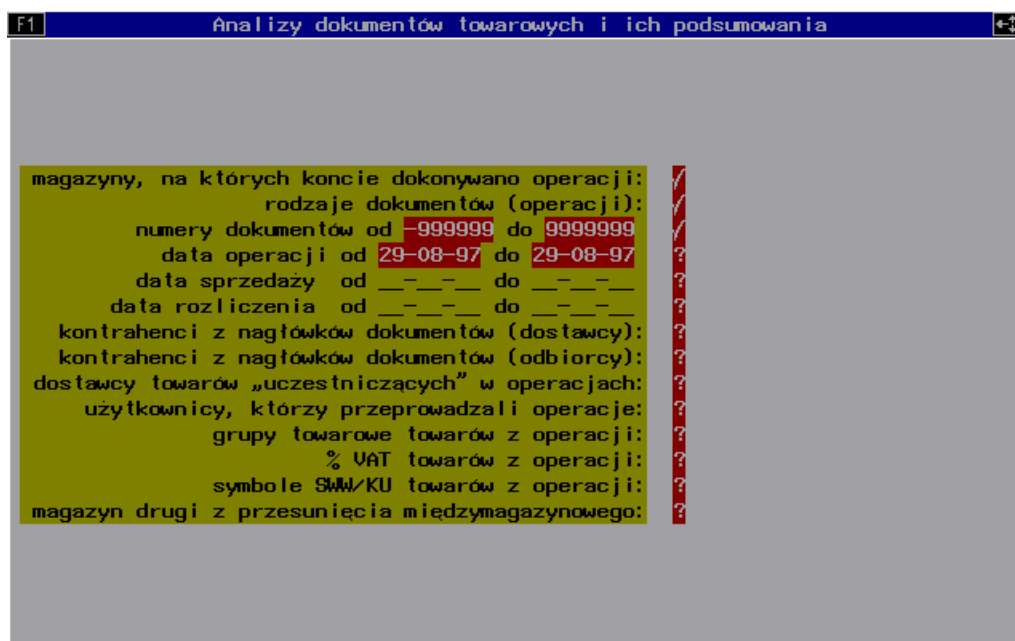 F1 Analizy dokumentów towarowych i ich podsumowania
magazyny, na których koncie dokonywano operacji: √
rodzaje dokumentów (operacji): √
numery dokumentów od -999999 do 9999999 √
data operacji od 29-08-97 do 29-08-97 ?
data sprzedaży od __-__-__ do __-__-__ ?
data rozliczenia od __-__-__ do __-__-__ ?
kontrahenci z nagłówków dokumentów (dostawcy): ?
kontrahenci z nagłówków dokumentów (odbiorcy): ?
dostawcy towarów „uczestniczących” w operacjach: ?
użytkownicy, którzy przeprowadzali operacje: ?
grupy towarowe towarów z operacji: ?
% VAT towarów z operacji: ?
symbole SWW/KU towarów z operacji: ?
magazyn drugi z przesunięcia międzymagazynowego: ?